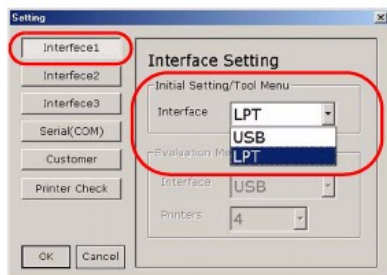 Setting
Interfece1
Interfece2
Interfece3
Serial(COM)
Customer
Printer Check
OK
Cancel
Interface Setting
Initial Setting/Tool Menu
Interface
LPT
USB
LPT
Evaluation M
Interface
USB
Printers
4